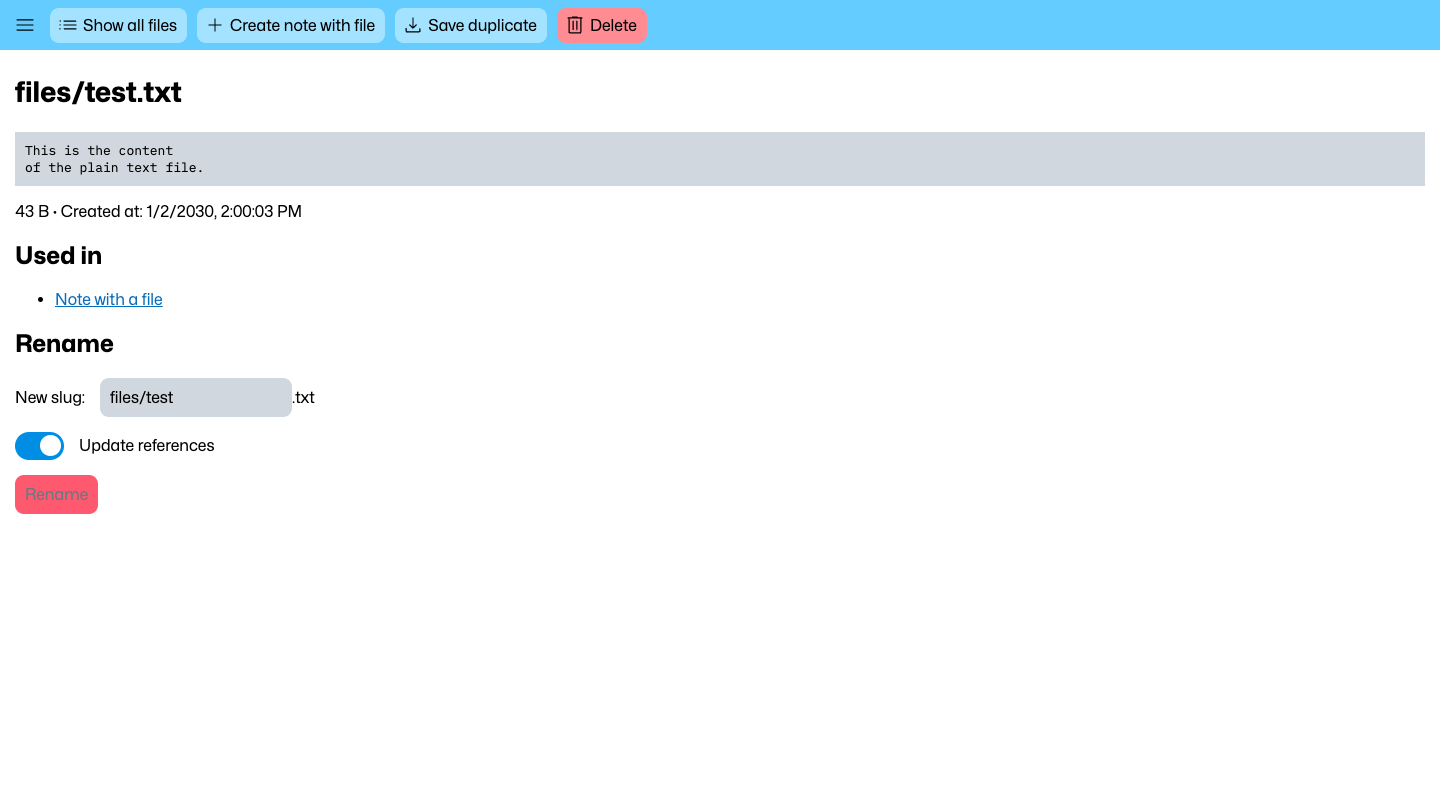 Show all files
Create note with file
Save duplicate
Delete
files/test.txt
This is the content
of the plain text file.
43 B • Created at: 1/2/2030, 2:00:03 PM
Used in
• Note with a file
Rename
New slug: files/test.txt
Update references
Rename